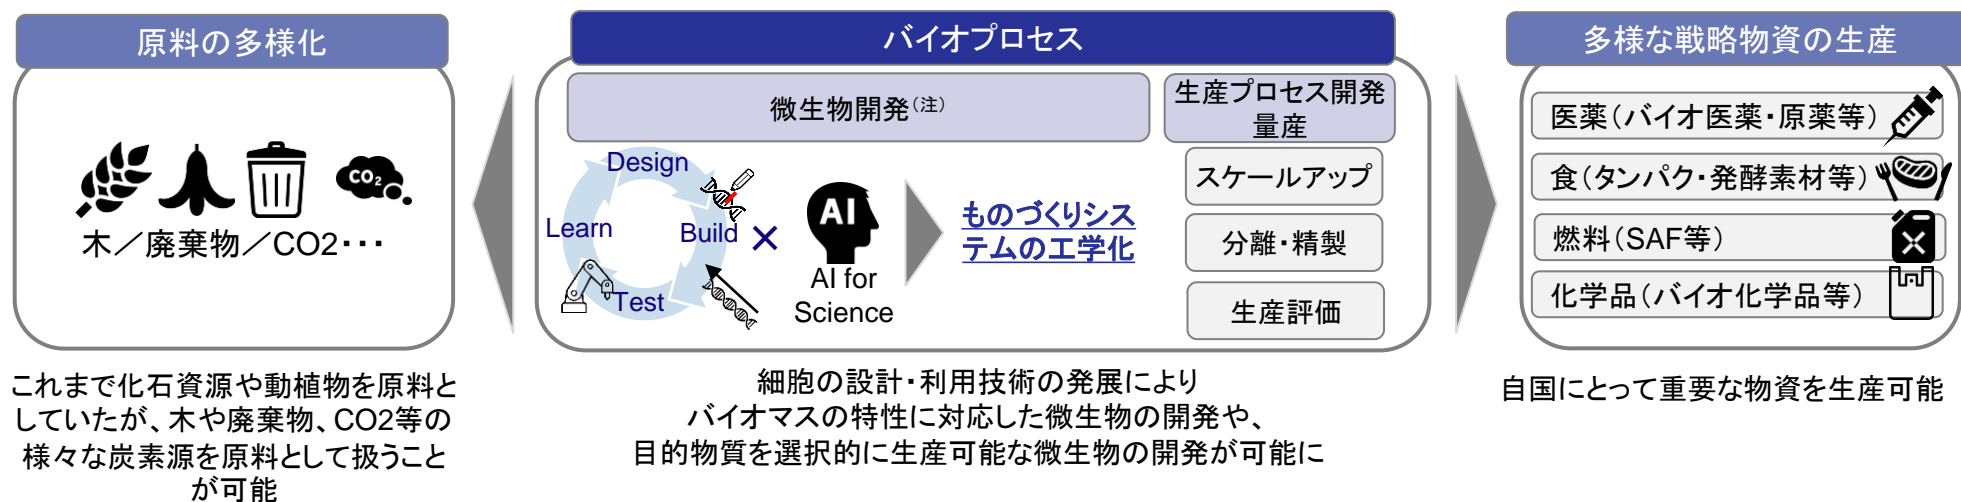 原料の多様化
CO₂
木／廃棄物／CO2・・・
これまで化石資源や動植物を原料と
していたが、木や廃棄物、CO2等の
様々な炭素源を原料として扱うこと
が可能
バイオプロセス
微生物開発（注）
Design
Learn
Build
Test
×
AI
AI for
Science
ものづくりシス
テムの工学化
生産プロセス開発
量産
スケールアップ
分離・精製
生産評価
細胞の設計・利用技術の発展により
バイオマスの特性に対応した微生物の開発や、
目的物質を選択的に生産可能な微生物の開発が可能に
多様な戦略物資の生産
医薬（バイオ医薬・原薬等）
食（タンパク・発酵素材等）
燃料（SAF等）
化学品（バイオ化学品等）
自国にとって重要な物資を生産可能